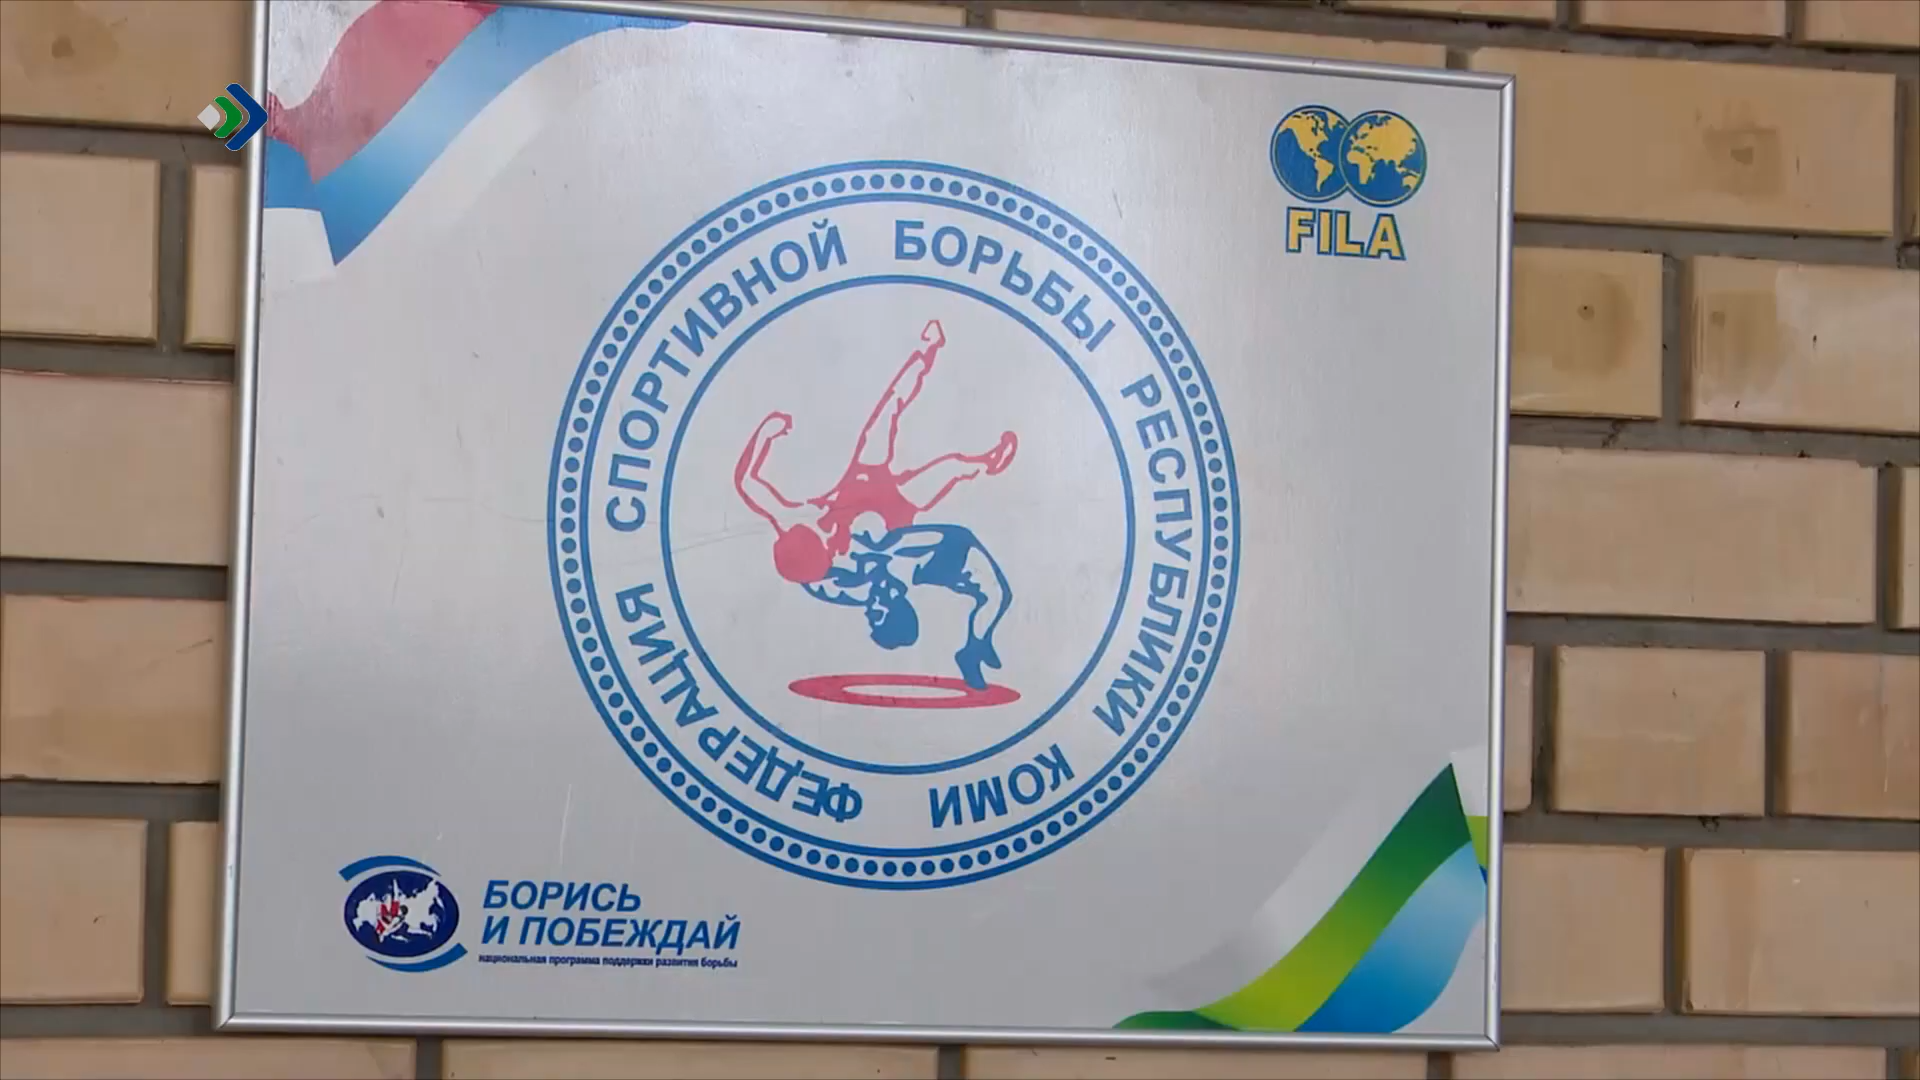 FILA
ФЕДЕРАЦИЯ СПОРТИВНОЙ БОРЬБЫ РЕСПУБЛИКИ КОМИ
БОРИСЬ
И ПОБЕЖДАЙ
национальная программа поддержки развития борьбы